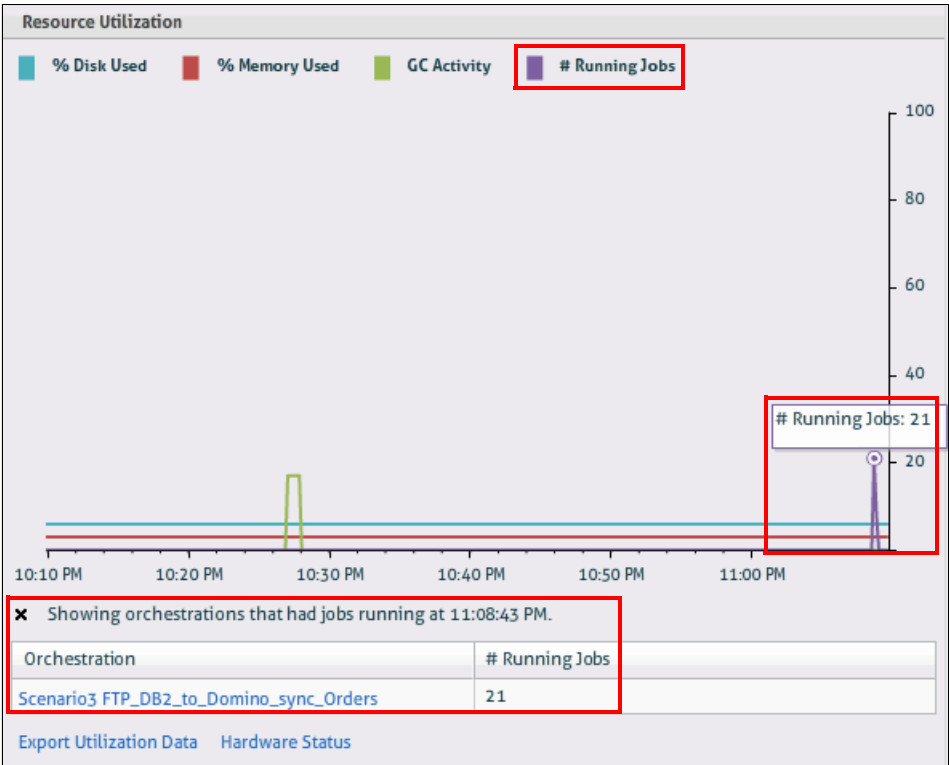 Resource Utilization
% Disk Used % Memory Used GC Activity # Running Jobs
100
80
60
40
# Running Jobs: 21
20
10:10 PM 10:20 PM 10:30 PM 10:40 PM 10:50 PM 11:00 PM
× Showing orchestrations that had jobs running at 11:08:43 PM.
Orchestration # Running Jobs
Scenario3 FTP_DB2_to_Domino_sync_Orders 21
Export Utilization Data Hardware Status